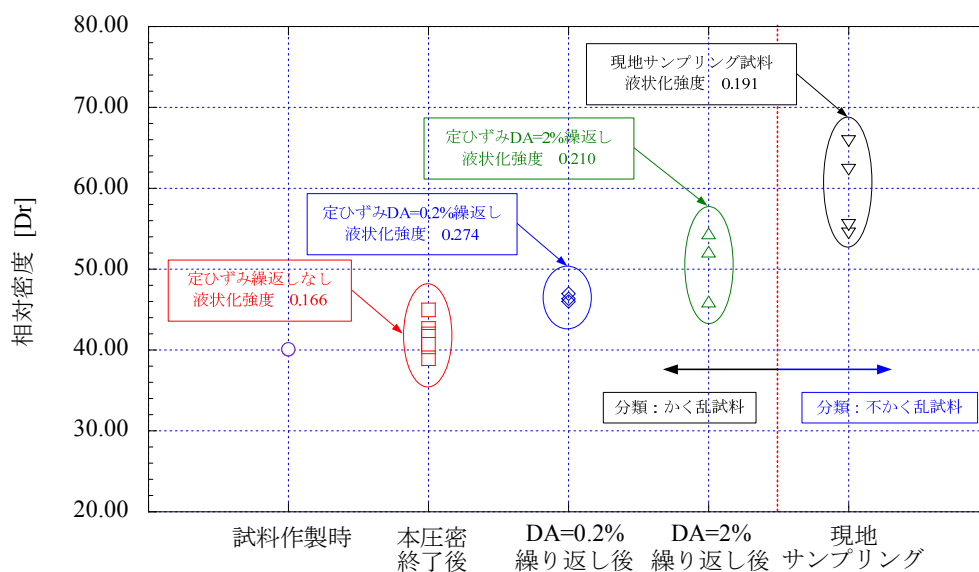 80.00
70.00
60.00
50.00
40.00
30.00
20.00
相対密度 [Dr]
現地サンプリング試料
液状化強度 0.191
定ひずみDA=2%繰返し
液状化強度 0.210
定ひずみDA=0.2%繰返し
液状化強度 0.274
定ひずみ繰返しなし
液状化強度 0.166
分類：かく乱試料
分類：不かく乱試料
試料作製時
本圧密
終了後
DA=0.2%
繰り返し後
DA=2%
繰り返し後
現地
サンプリング